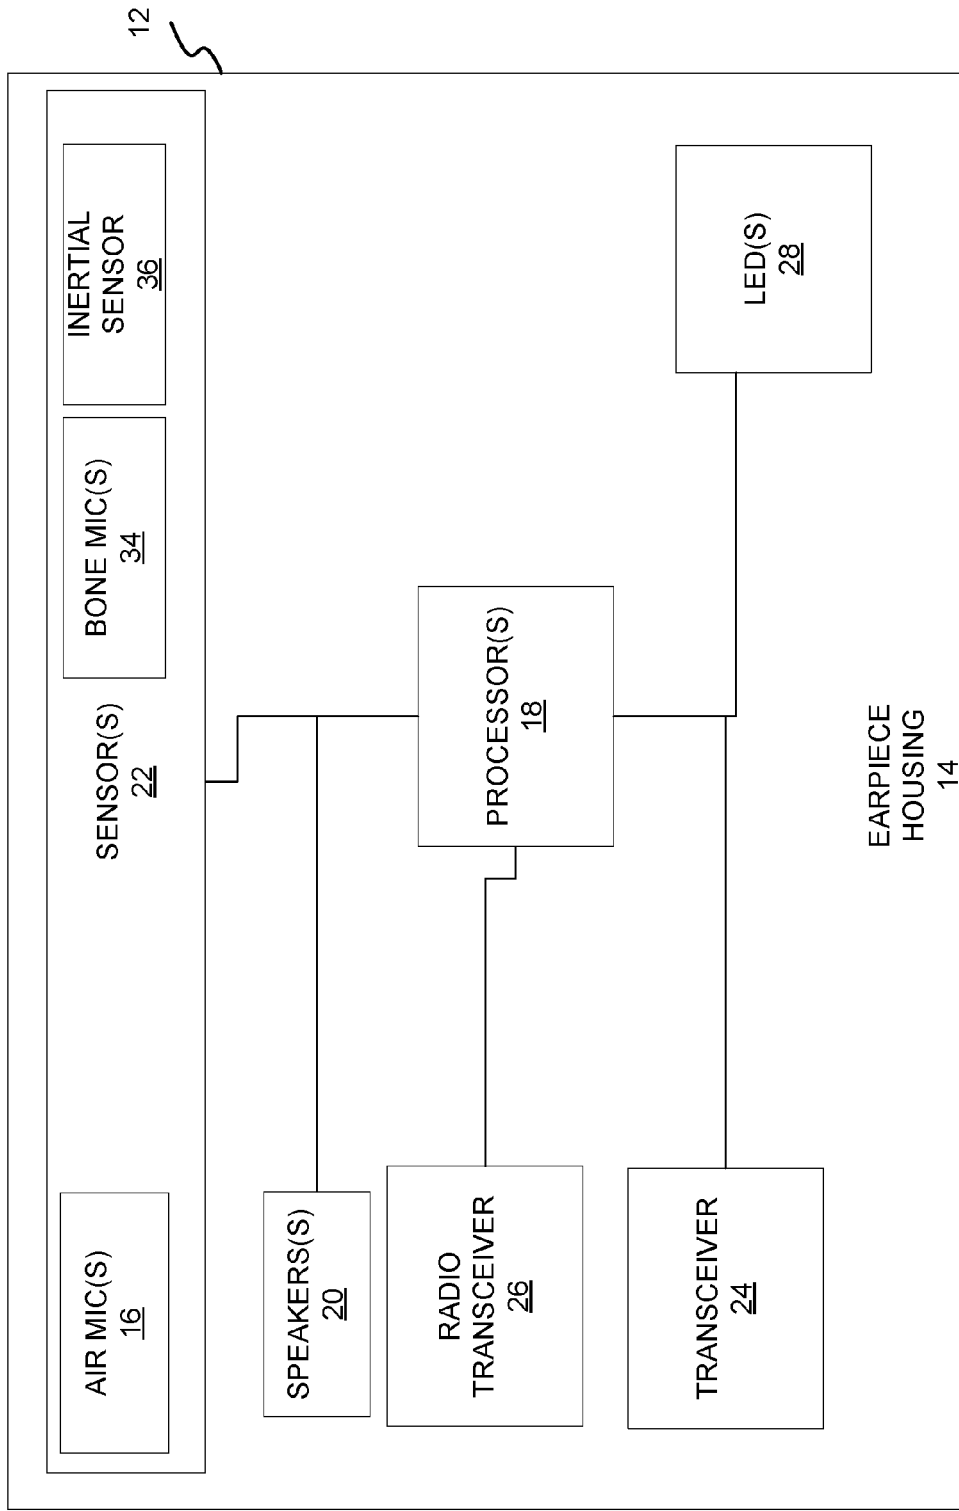 12
AIR MIC(S)
16
SENSOR(S)
22
BONE MIC(S)
34
INERTIAL
SENSOR
36
SPEAKERS(S)
20
RADIO
TRANSCEIVER
26
PROCESSOR(S)
18
TRANSCEIVER
24
LED(S)
28
EARPIECE
HOUSING
14